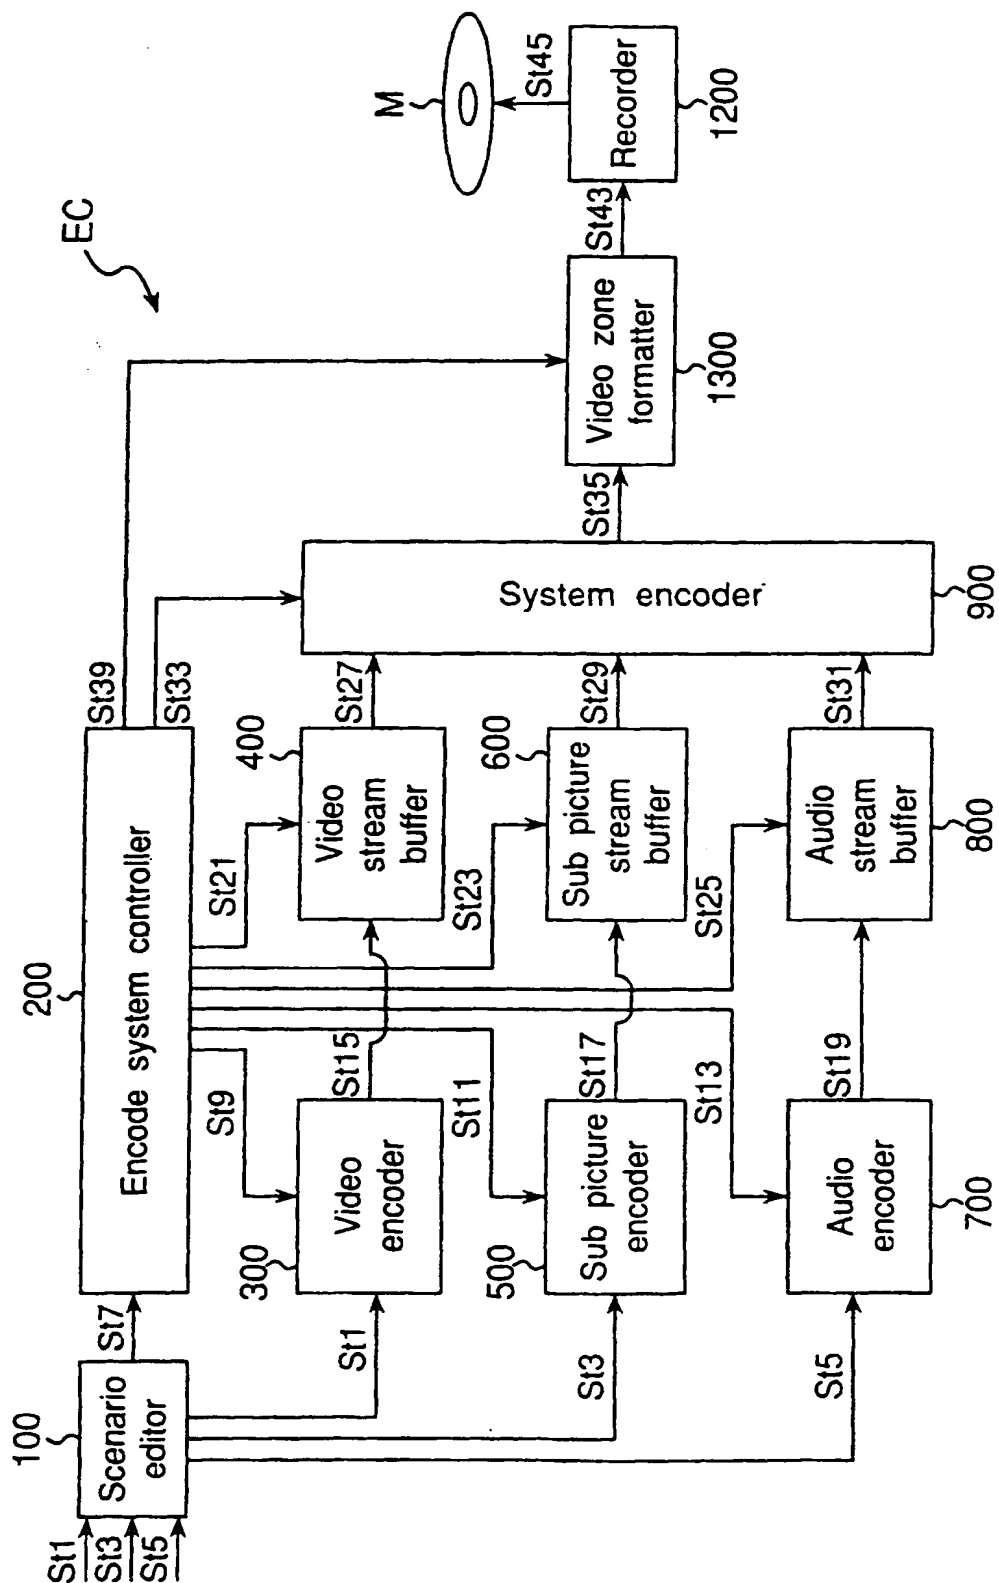 EC
100
Scenario
editor
St1
St3
St5
St7
200
Encode system controller
St39
St33
St9
St21
St11
St23
St13
St25
St1
300
Video
encoder
St15
400
Video
stream
buffer
St27
St3
500
Sub picture
encoder
St17
600
Sub picture
stream
buffer
St29
St5
Audio
encoder
700
St19
Audio
stream
buffer
800
St31
System encoder
900
St35
Video zone
formatter
1300
St43
Recorder
1200
St45
M